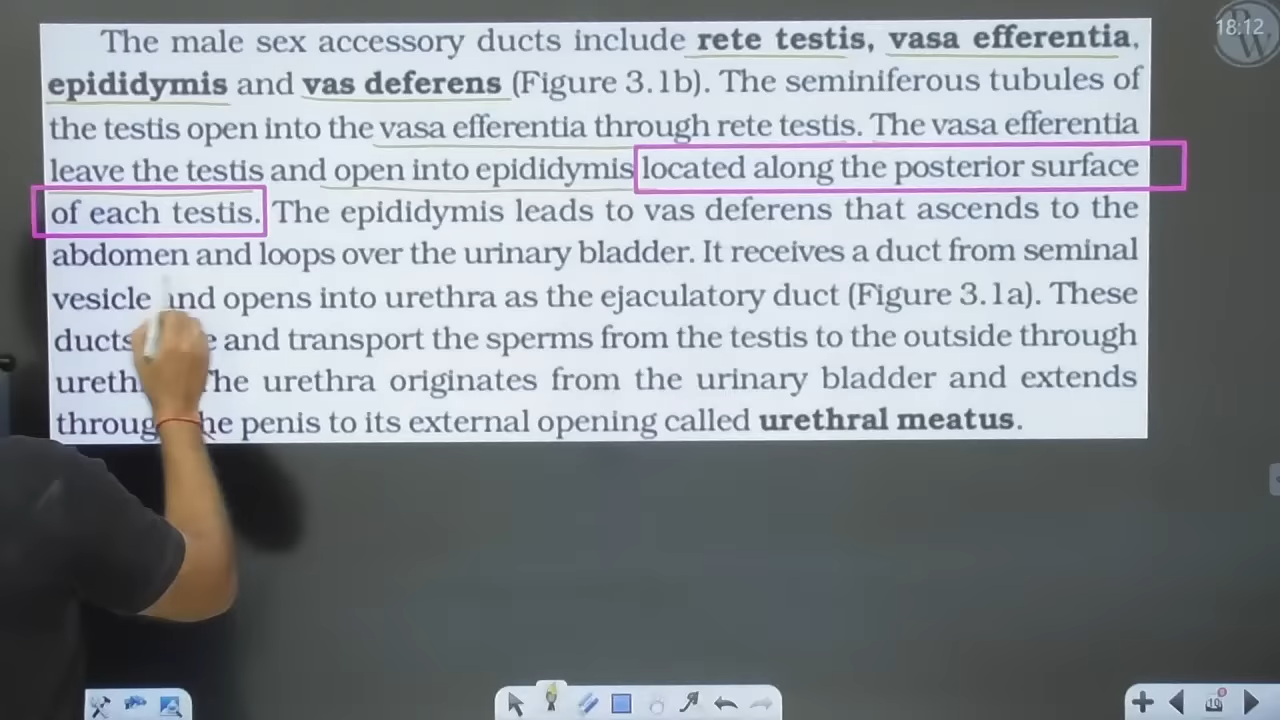 18:12
The male sex accessory ducts include rete testis, vasa efferentia,
epididymis and vas deferens (Figure 3.1b). The seminiferous tubules of
the testis open into the vasa efferentia through rete testis. The vasa efferentia
leave the testis and open into epididymis located along the posterior surface
of each testis. The epididymis leads to vas deferens that ascends to the
abdomen and loops over the urinary bladder. It receives a duct from seminal
vesicle and opens into urethra as the ejaculatory duct (Figure 3.1a). These
ducts and transport the sperms from the testis to the outside through
The urethra originates from the urinary bladder and extends
the penis to its external opening called urethral meatus.